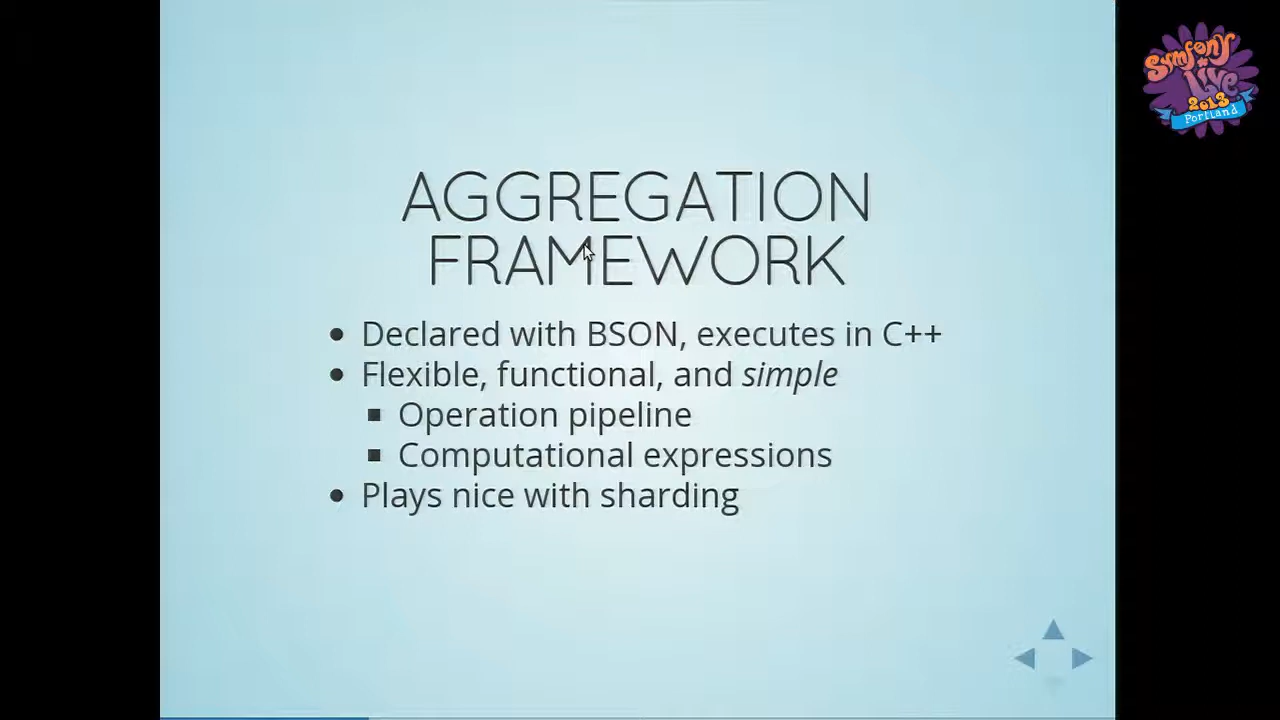 Symfony
Live
2013
Portland
AGGREGATION
FRAMEWORK
Declared with BSON, executes in C++
Flexible, functional, and simple
Operation pipeline
Computational expressions
Plays nice with sharding